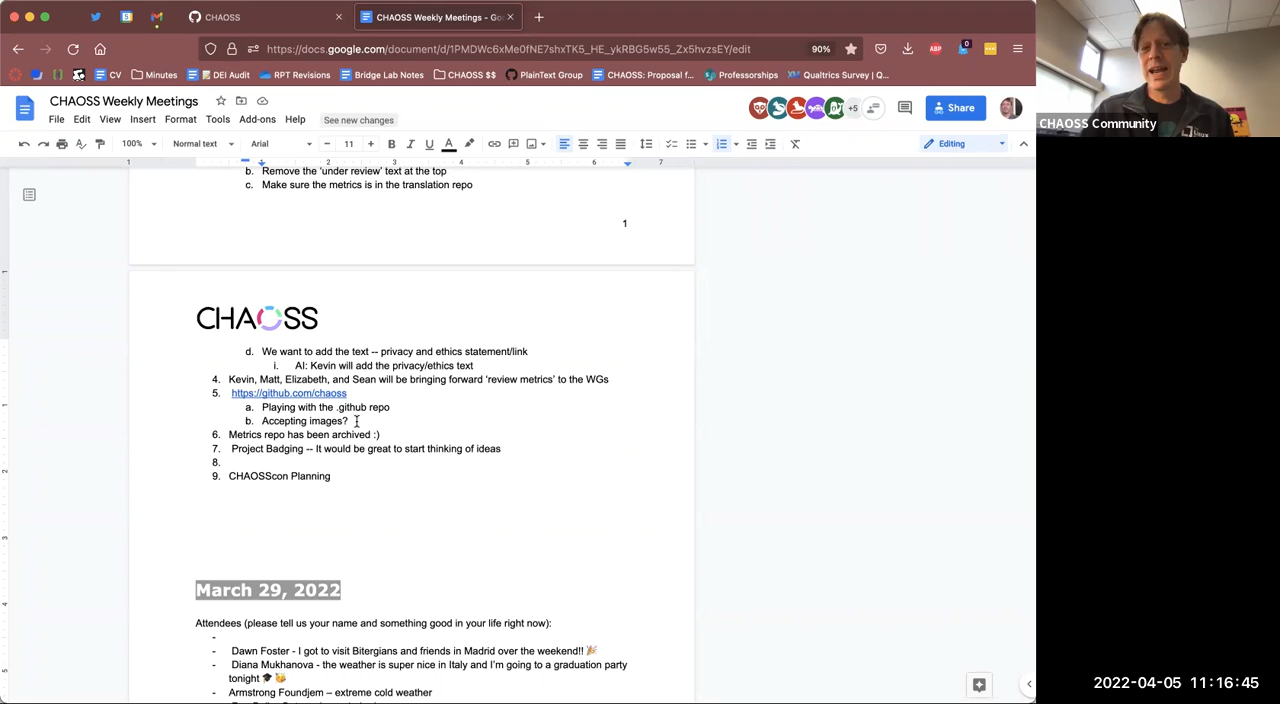 CHAOSS
CHAOSS Weekly Meetings - Go
https://docs.google.com/document/d/1PMDWc6xMe0fNE7shxTK5_HE_ykRBG5w55_Zx5hvzsEY/edit
90%
ABP
0
CV
Minutes
DEI Audit
RPT Revisions
Bridge Lab Notes
CHAOSS $$
PlainText Group
CHAOSS: Proposal f...
Professorships
Qualtrics Survey | Q...
CHAOSS Weekly Meetings
File Edit View Insert Format Tools Add-ons Help See new changes
+5
Share
100% Normal text Arial 11 B I U A
Editing
1 1 2 3 4 5 6 7
b. Remove the 'under review' text at the top
c. Make sure the metrics is in the translation repo
1
CHAOSS
d. We want to add the text -- privacy and ethics statement/link
i. AI: Kevin will add the privacy/ethics text
4. Kevin, Matt, Elizabeth, and Sean will be bringing forward 'review metrics' to the WGs
5. https://github.com/chaoss
a. Playing with the .github repo
b. Accepting images?
6. Metrics repo has been archived :)
7. Project Badging -- It would be great to start thinking of ideas
8.
9. CHAOSScon Planning
March 29, 2022
Attendees (please tell us your name and something good in your life right now):
-
- Dawn Foster - I got to visit Bitergians and friends in Madrid over the weekend!! 🎉
- Diana Mukhanova - the weather is super nice in Italy and I'm going to a graduation party
tonight 🎓🥳
- Armstrong Foundjem – extreme cold weather
CHAOSS Community
2022-04-05 11:16:45